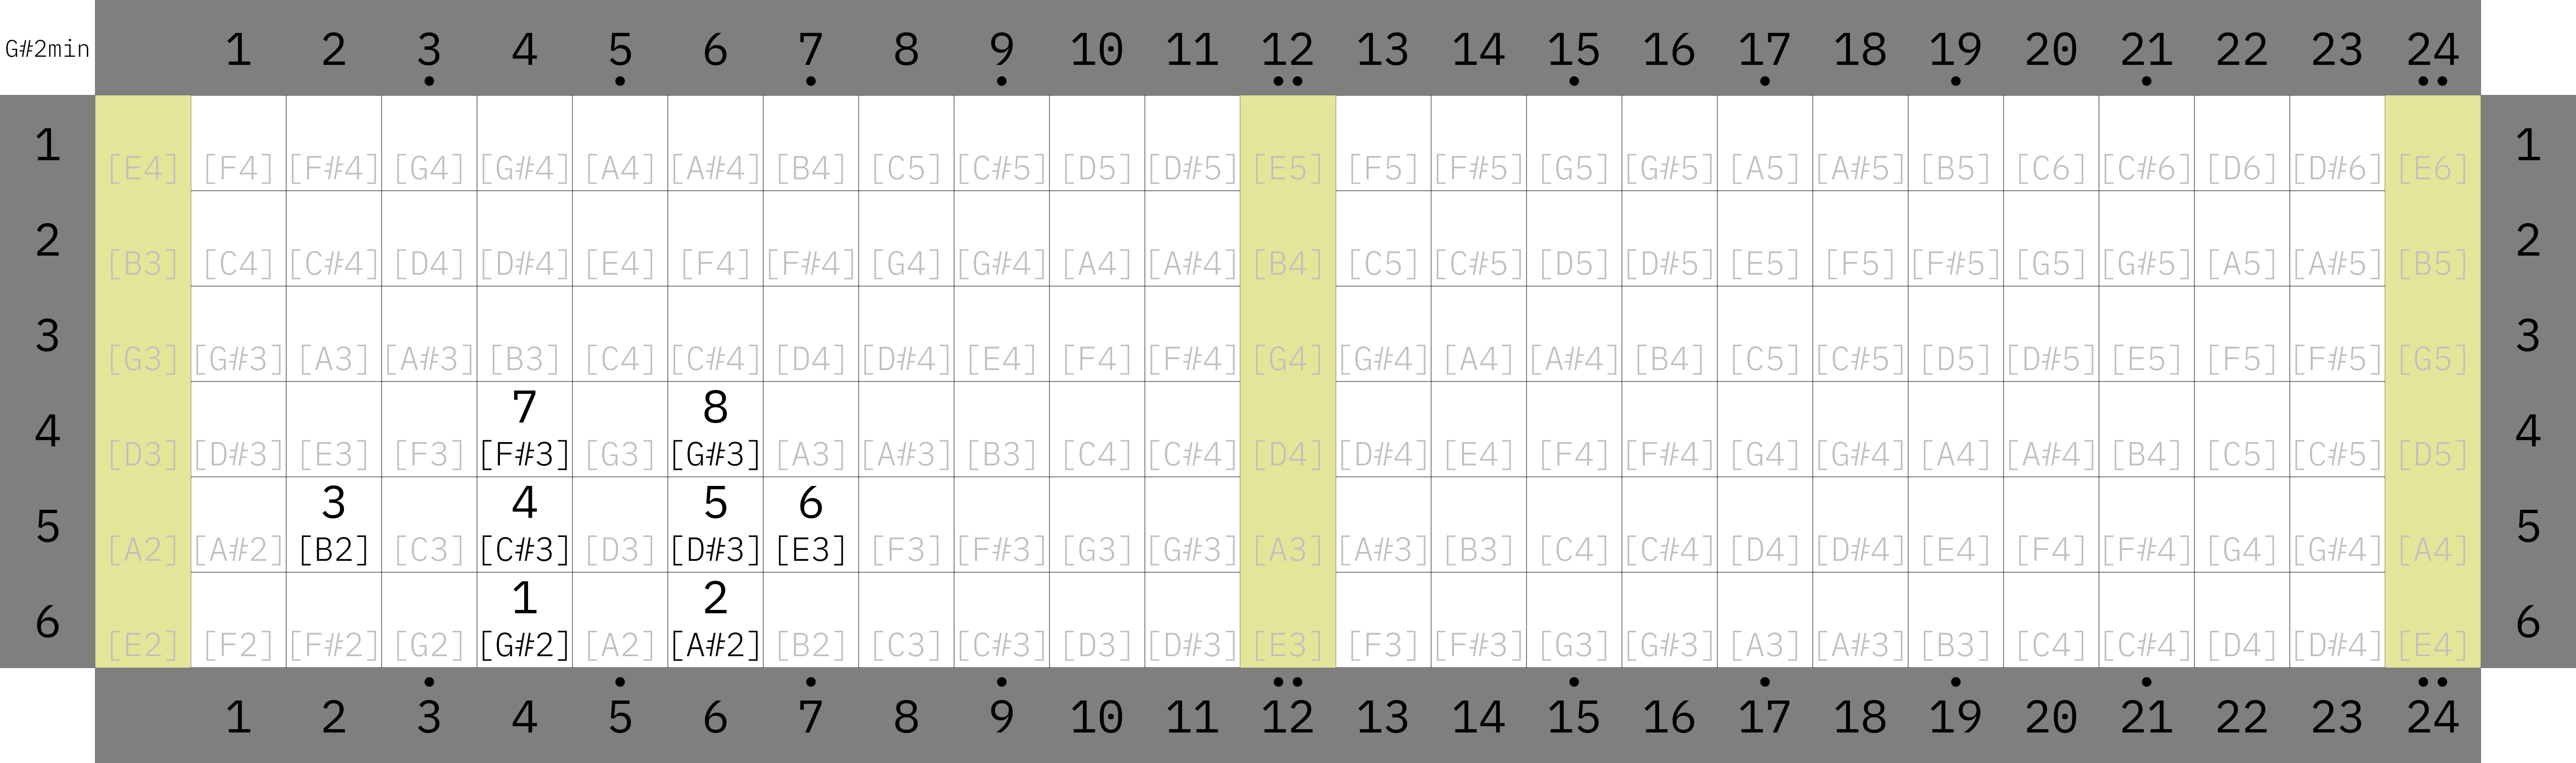 G#2min 1 2 3 4 5 6 7 8 9 10 11 12 13 14 15 16 17 18 19 20 21 22 23 24
1 [E4] [F4] [F#4] [G4] [G#4] [A4] [A#4] [B4] [C5] [C#5] [D5] [D#5] [E5] [F5] [F#5] [G5] [G#5] [A5] [A#5] [B5] [C6] [C#6] [D6] [D#6] [E6] 1
2 [B3] [C4] [C#4] [D4] [D#4] [E4] [F4] [F#4] [G4] [G#4] [A4] [A#4] [B4] [C5] [C#5] [D5] [D#5] [E5] [F5] [F#5] [G5] [G#5] [A5] [A#5] [B5] 2
3 [G3] [G#3] [A3] [A#3] [B3] [C4] [C#4] [D4] [D#4] [E4] [F4] [F#4] [G4] [G#4] [A4] [A#4] [B4] [C5] [C#5] [D5] [D#5] [E5] [F5] [F#5] [G5] 3
7 8
4 [D3] [D#3] [E3] [F3] [F#3] [G3] [G#3] [A3] [A#3] [B3] [C4] [C#4] [D4] [D#4] [E4] [F4] [F#4] [G4] [G#4] [A4] [A#4] [B4] [C5] [C#5] [D5] 4
3 4 5 6
5 [A2] [A#2] [B2] [C3] [C#3] [D3] [D#3] [E3] [F3] [F#3] [G3] [G#3] [A3] [A#3] [B3] [C4] [C#4] [D4] [D#4] [E4] [F4] [F#4] [G4] [G#4] [A4] 5
1 2
6 [E2] [F2] [F#2] [G2] [G#2] [A2] [A#2] [B2] [C3] [C#3] [D3] [D#3] [E3] [F3] [F#3] [G3] [G#3] [A3] [A#3] [B3] [C4] [C#4] [D4] [D#4] [E4] 6
1 2 3 4 5 6 7 8 9 10 11 12 13 14 15 16 17 18 19 20 21 22 23 24